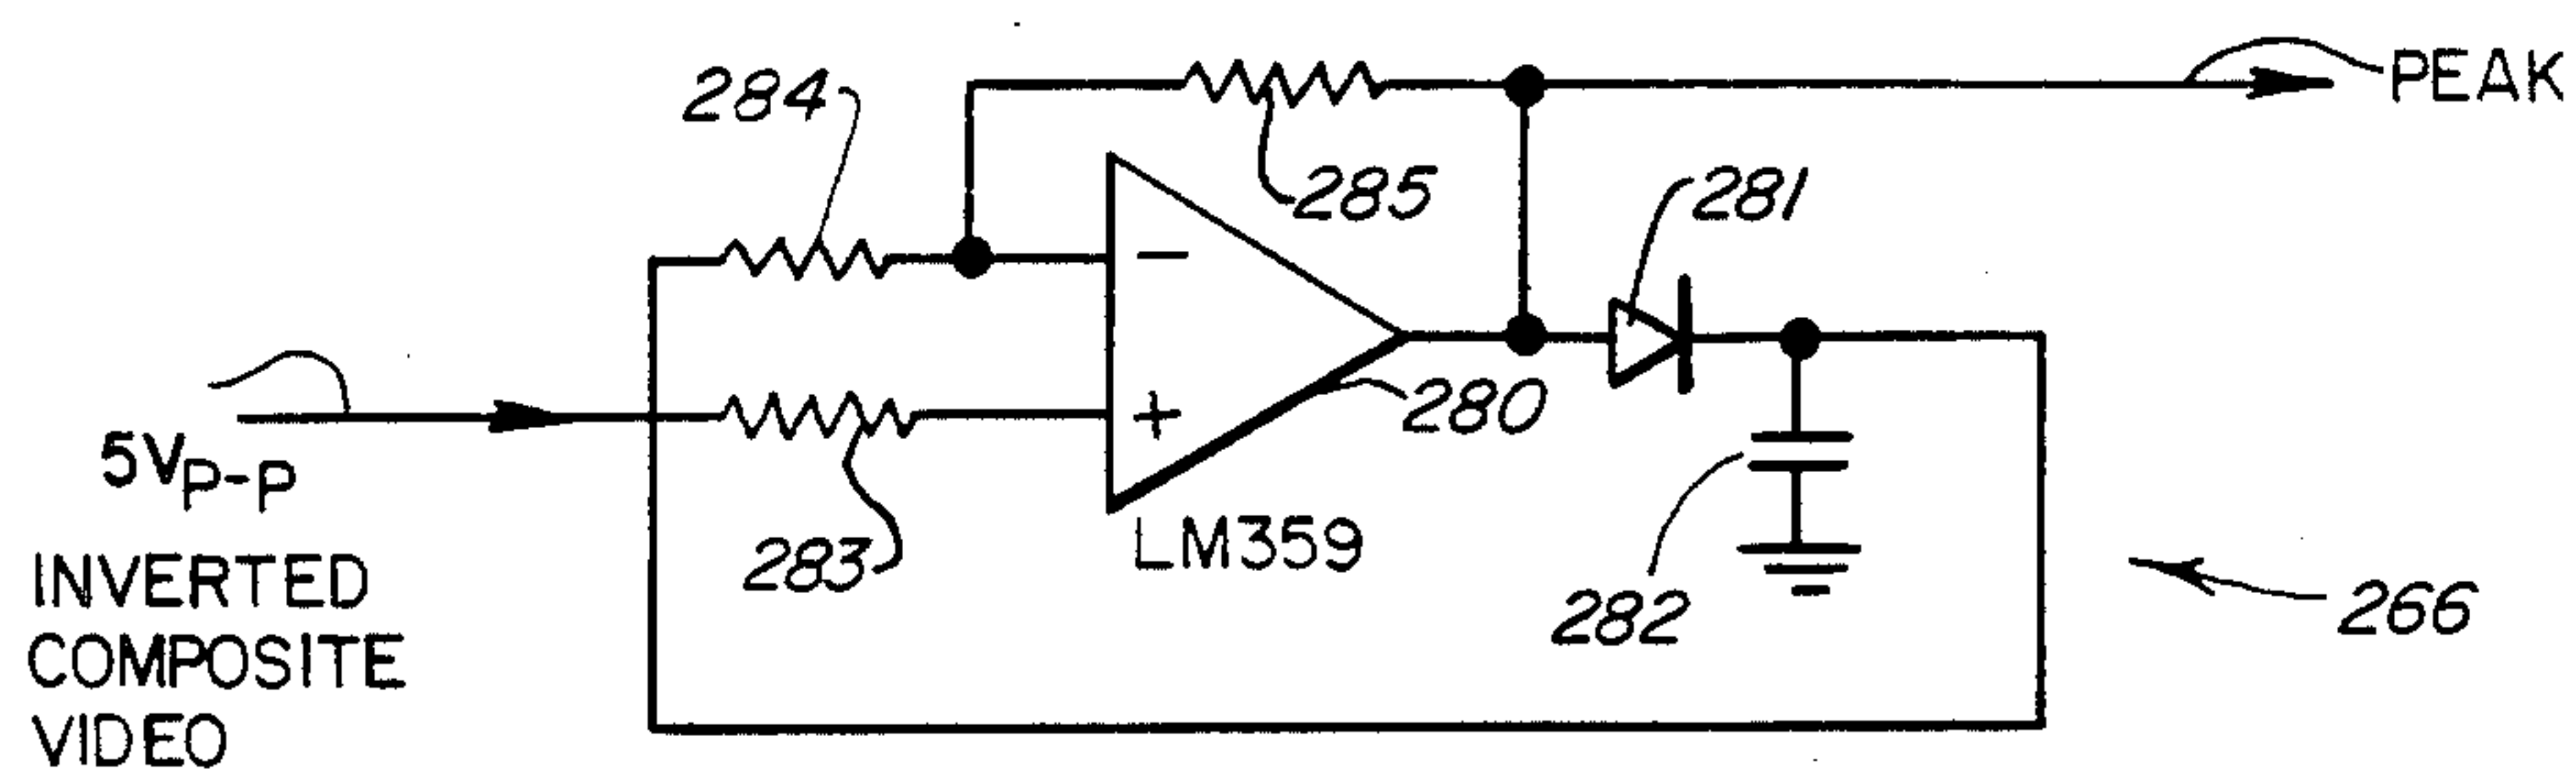 284
285
PEAK
281
−
+
280
5VP-P
INVERTED
COMPOSITE
VIDEO
283
LM359
282
266